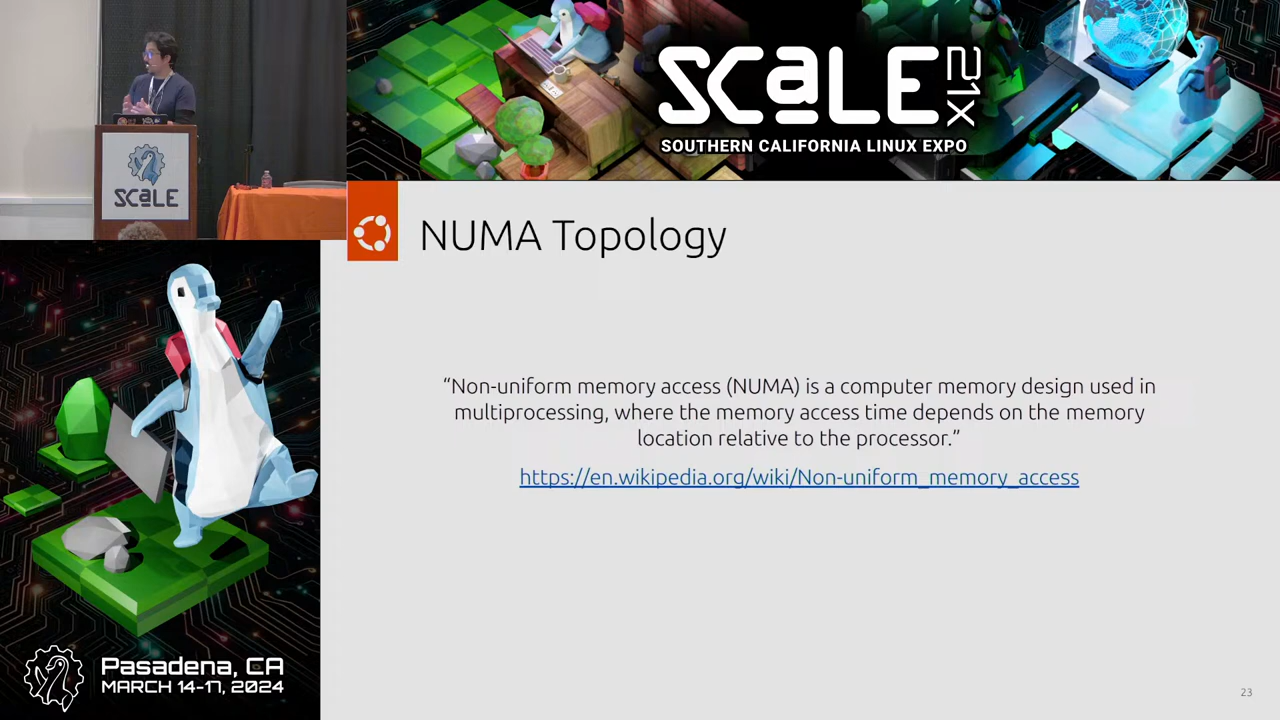 SCALE 21X
SOUTHERN CALIFORNIA LINUX EXPO
SCALE
NUMA Topology
“Non-uniform memory access (NUMA) is a computer memory design used in
multiprocessing, where the memory access time depends on the memory
location relative to the processor.”
https://en.wikipedia.org/wiki/Non-uniform_memory_access
Pasadena, CA
MARCH 14-17, 2024
23